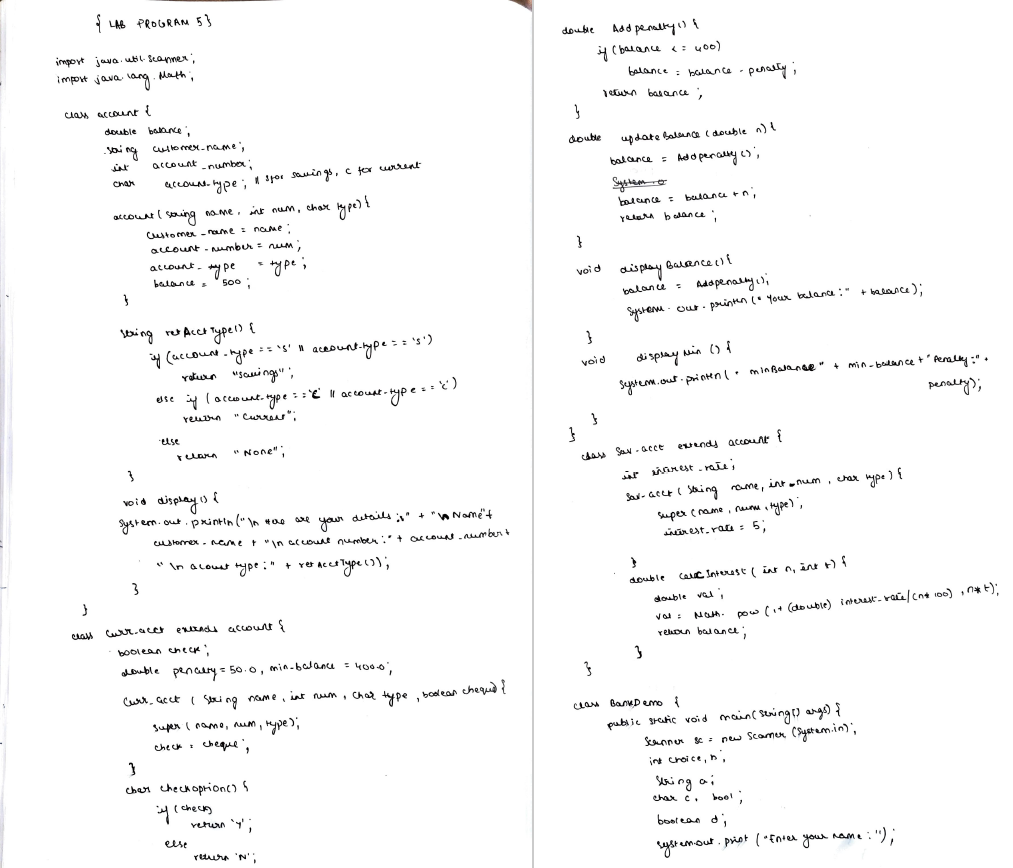 { LAB PROGRAM 5}
import java.util.Scanner;
import java.lang.Math;
class account {
double balance;
String customer_name;
int account_number;
char account_type; // s for savings, c for current
account (String name, int num, char type) {
customer_name = name;
account_number = num;
account_type = type;
balance = 500;
}
String retAcctType() {
if (account_type == 'S' || account_type == 's')
return "savings";
else if (account_type == 'C' || account_type == 'c')
return "Current";
else
return "None";
}
void display() {
System.out.println("\n Hao are your details is" + "\n Name" +
customer_name + "\n account number:" + account_number +
"\n acount type:" + retAcctType());
}
}
class curr_acct extends account {
boolean check;
double penalty = 50.0, min_balance = 400.0;
Curr_acct (String name, int num, char type, boolean cheque) {
super (name, num, type);
check = cheque;
}
char checkoption() {
if (check)
return 'Y';
else
return 'N';
double Addpenalty() {
if (balance <= 400)
balance = balance - penalty;
return balance;
}
double updateBalance (double n) {
balance = Addpenalty();
System.o
balance = balance + n;
return balance;
}
void displayBalance() {
balance = Addpenalty();
System.out.println("Your balance:" + balance);
}
void displayMin () {
System.out.println("minBalance" + min_balance + "Penalty:" +
penalty);
}
}
class Sav_acct extends account {
int interest_rate;
Sav_acct (String name, int num, char type) {
super (name, num, type);
interest_rate = 5;
}
double calcInterest (int n, int t) {
double val;
val = Math.pow (1+ (double) interest_rate/(n*100), n*t);
return balance;
}
}
class BankDemo {
public static void main(String[] args) {
Scanner sc = new Scanner (System.in);
int choice, n;
String a;
char c, bool;
boolean d;
system.out.print ("Enter your name: ");